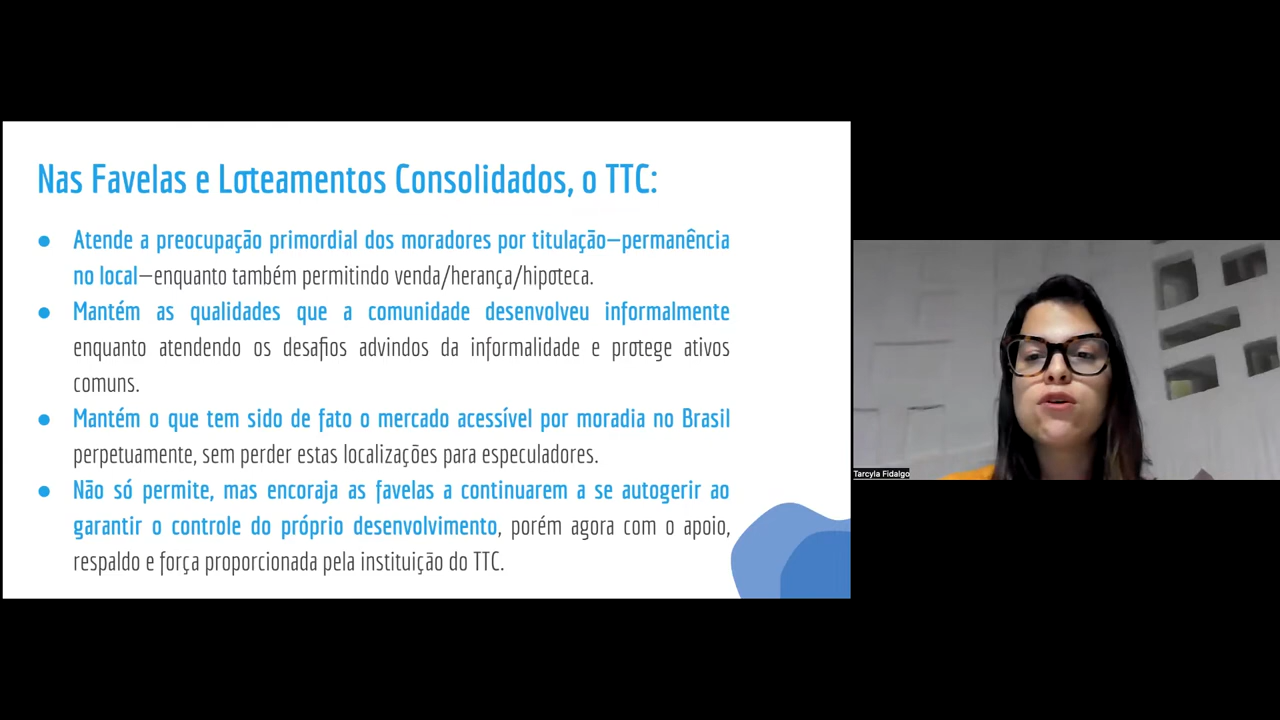 Nas Favelas e Loteamentos Consolidados, o TTC:
● Atende a preocupação primordial dos moradores por titulação—permanência
no local—enquanto também permitindo venda/herança/hipoteca.
● Mantém as qualidades que a comunidade desenvolveu informalmente
enquanto atendendo os desafios advindos da informalidade e protege ativos
comuns.
● Mantém o que tem sido de fato o mercado acessível por moradia no Brasil
perpetuamente, sem perder estas localizações para especuladores.
● Não só permite, mas encoraja as favelas a continuarem a se autogerir ao
garantir o controle do próprio desenvolvimento, porém agora com o apoio,
respaldo e força proporcionada pela instituição do TTC.
Tarcyla Fidalgo